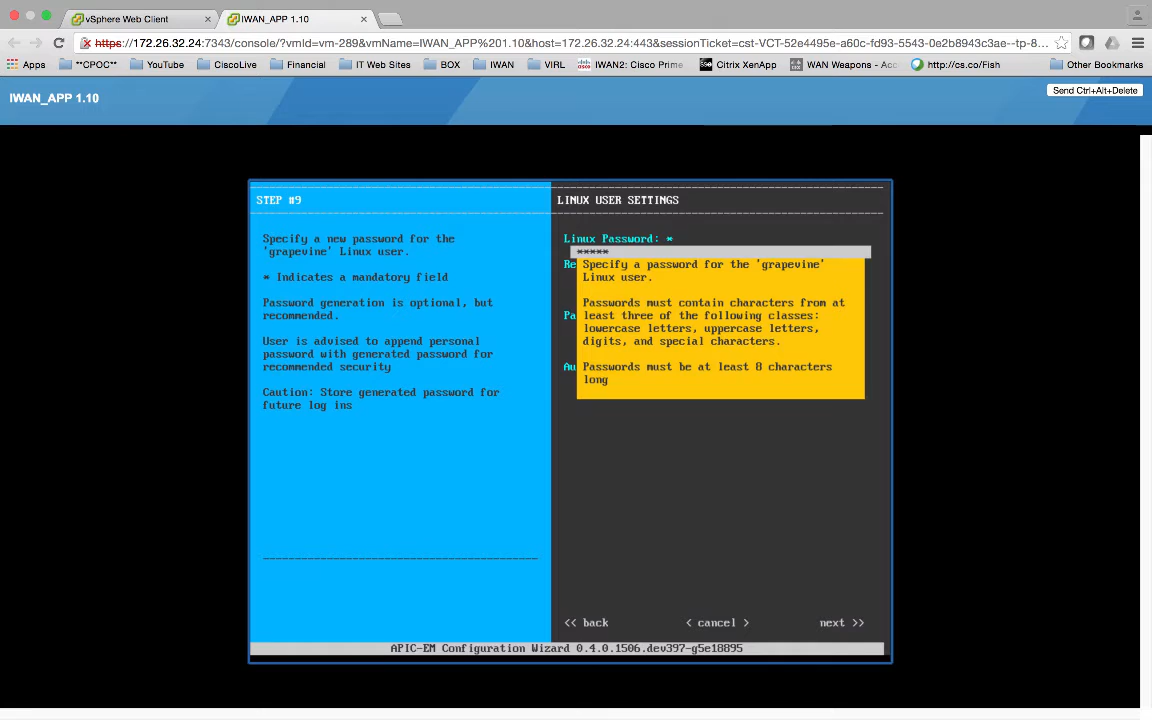 vSphere Web Client
IWAN_APP 1.10
https://172.26.32.24:7343/console/?vmId=vm-289&vmName=IWAN_APP%201.10&host=172.26.32.24:443&sessionTicket=cst-VCT-52e4495e-a60c-fd93-5543-0e2b8943c3ae--tp-8...
Apps **CPOC** YouTube CiscoLive Financial IT Web Sites BOX IWAN VIRL IWAN2: Cisco Prime Citrix XenApp WAN Weapons - Acc http://cs.co/Fish Other Bookmarks
IWAN_APP 1.10
Send Ctrl+Alt+Delete
STEP #9
Specify a new password for the
'grapevine' Linux user.
* Indicates a mandatory field
Password generation is optional, but
recommended.
User is advised to append personal
password with generated password for
recommended security
Caution: Store generated password for
future log ins
LINUX USER SETTINGS
Linux Password: *
*****
Re
Specify a password for the 'grapevine'
Linux user.
Pa
Passwords must contain characters from at
least three of the following classes:
lowercase letters, uppercase letters,
digits, and special characters.
Au
Passwords must be at least 8 characters
long
<< back < cancel > next >>
APIC-EM Configuration Wizard 0.4.0.1506.dev397-g5e18895